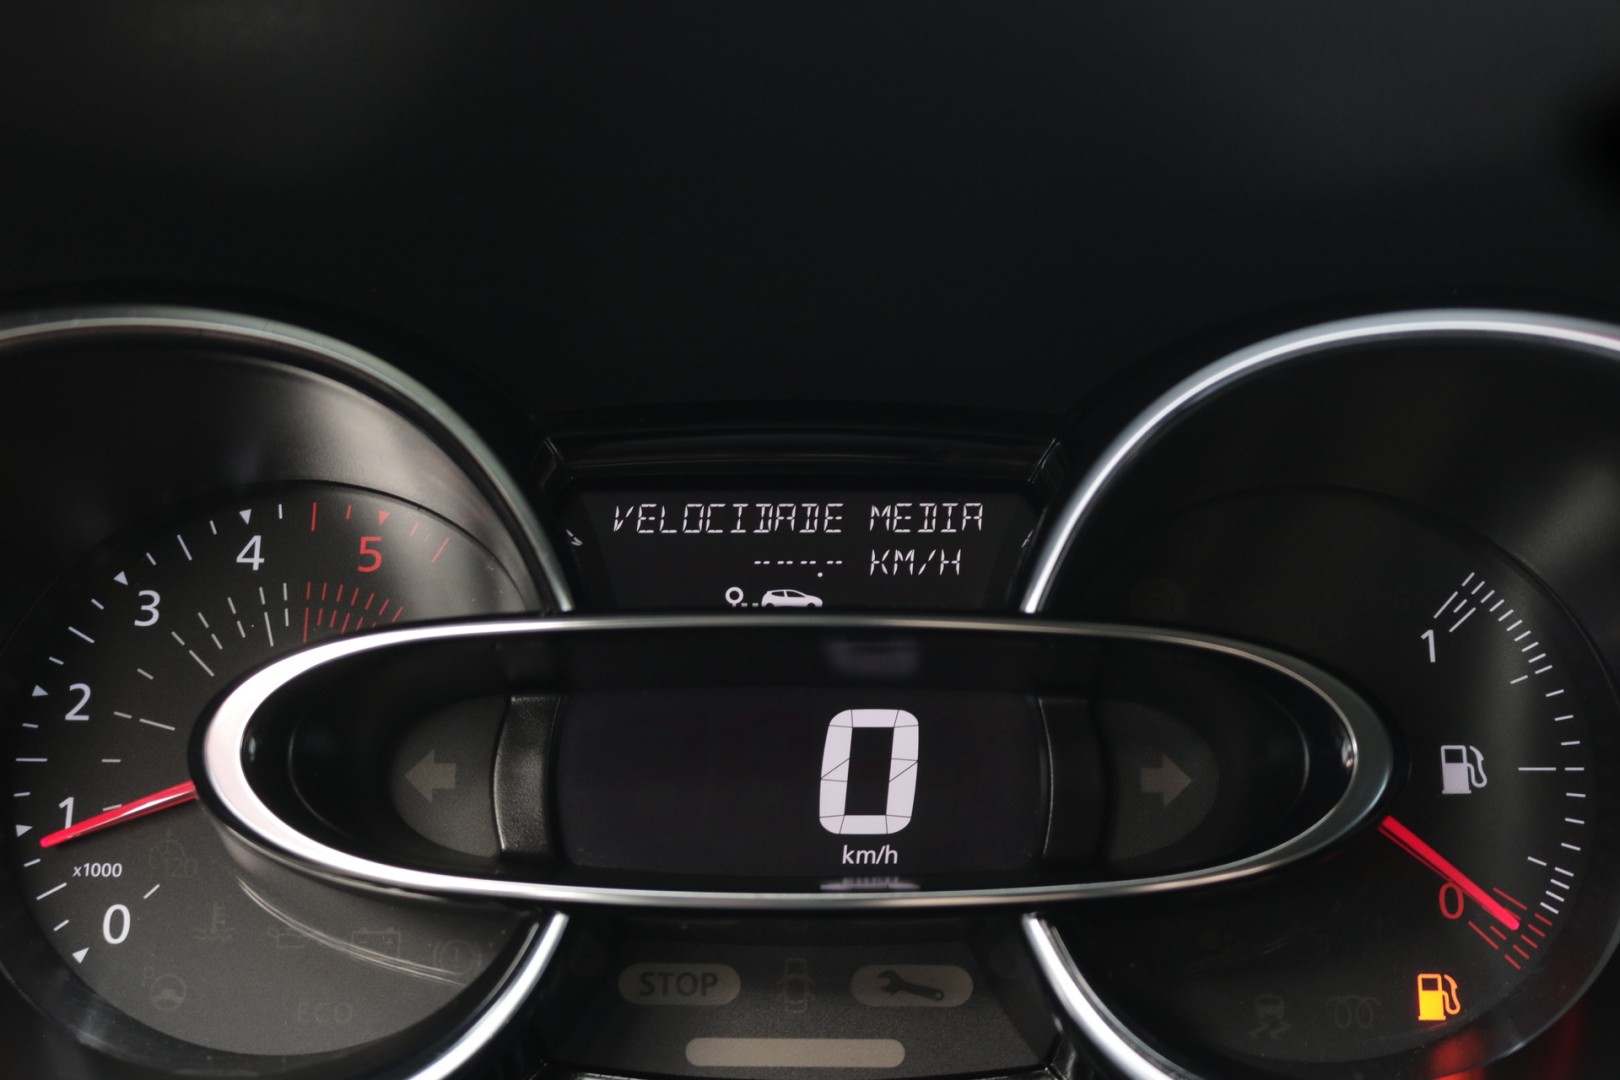 VELOCIDADE MEDIA
----.-- KM/H
4
5
3
2
1
x1000
0
0
km/h
1
0
STOP
ECO